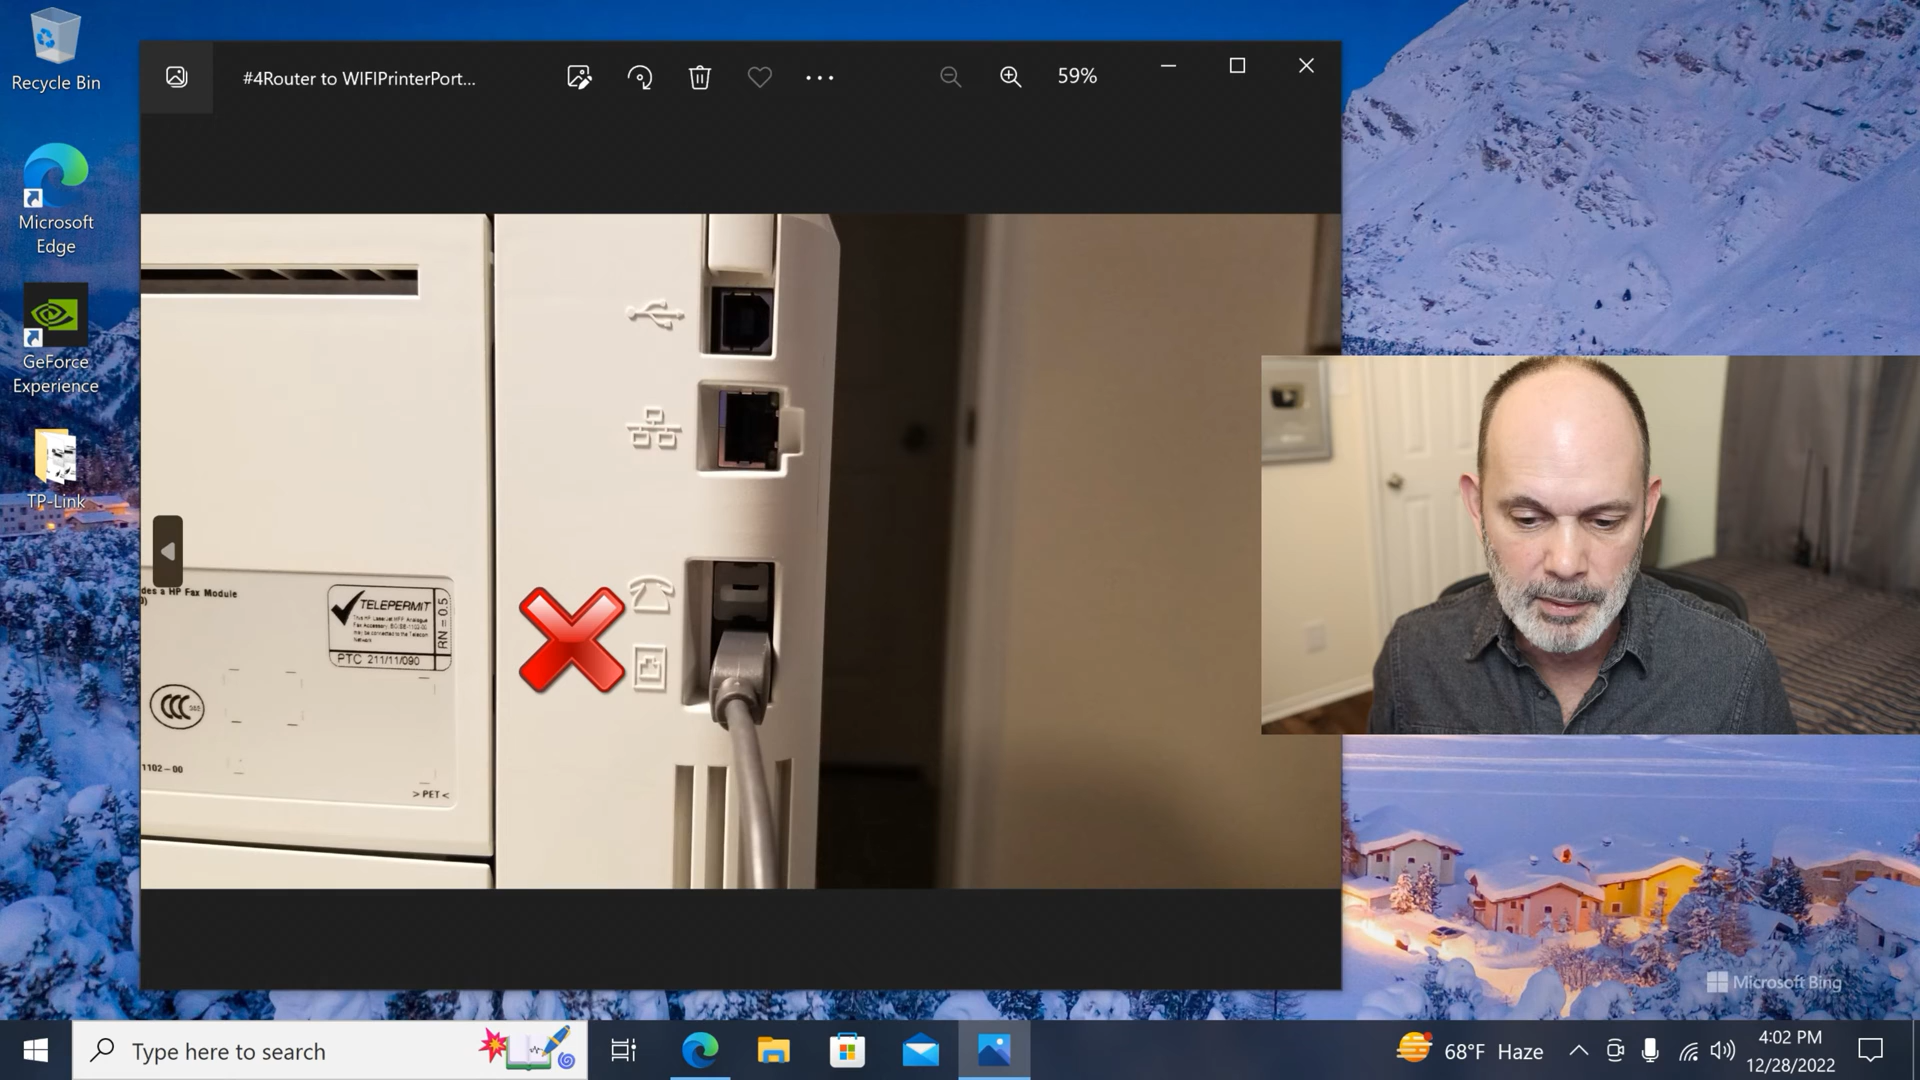 Recycle Bin
#4Router to WIFIPrinterPort...
59%
Microsoft
Edge
GeForce
Experience
TP-Link
des a HP Fax Module
TELEPERMIT
RN = 0.5
PTC 211/11/090
CCC
1102-00
> PET <
Microsoft Bing
Type here to search
68°F Haze
4:02 PM
12/28/2022